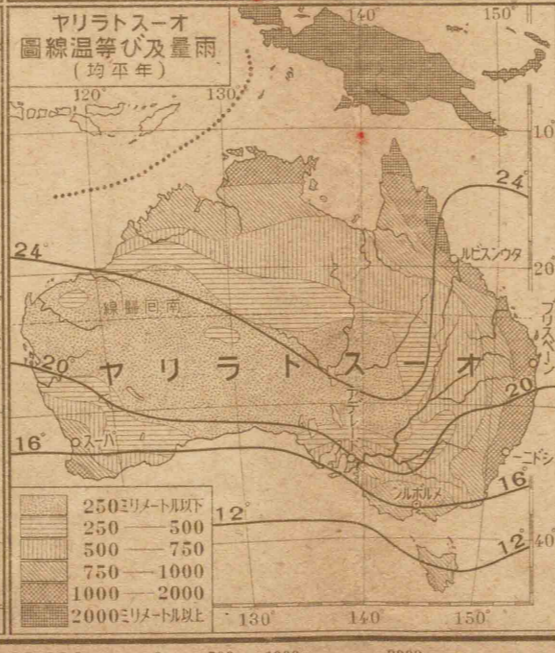 ヤリラトスーオ
圖線温等び及量雨
(均平年)
140°
150°
120°
130°
10°
24°
ルビスンウタ
24°
20°
線歸回南
ブリスベーン
ヤリラトスーオ
20°
20°
アデレード
スーパ
16°
ーニドシ
ンルボルメ
16°
250ミリメートル以下
250—500
500—750
750—1000
1000—2000
2000ミリメートル以上
12°
12°
40°
130°
140°
150°